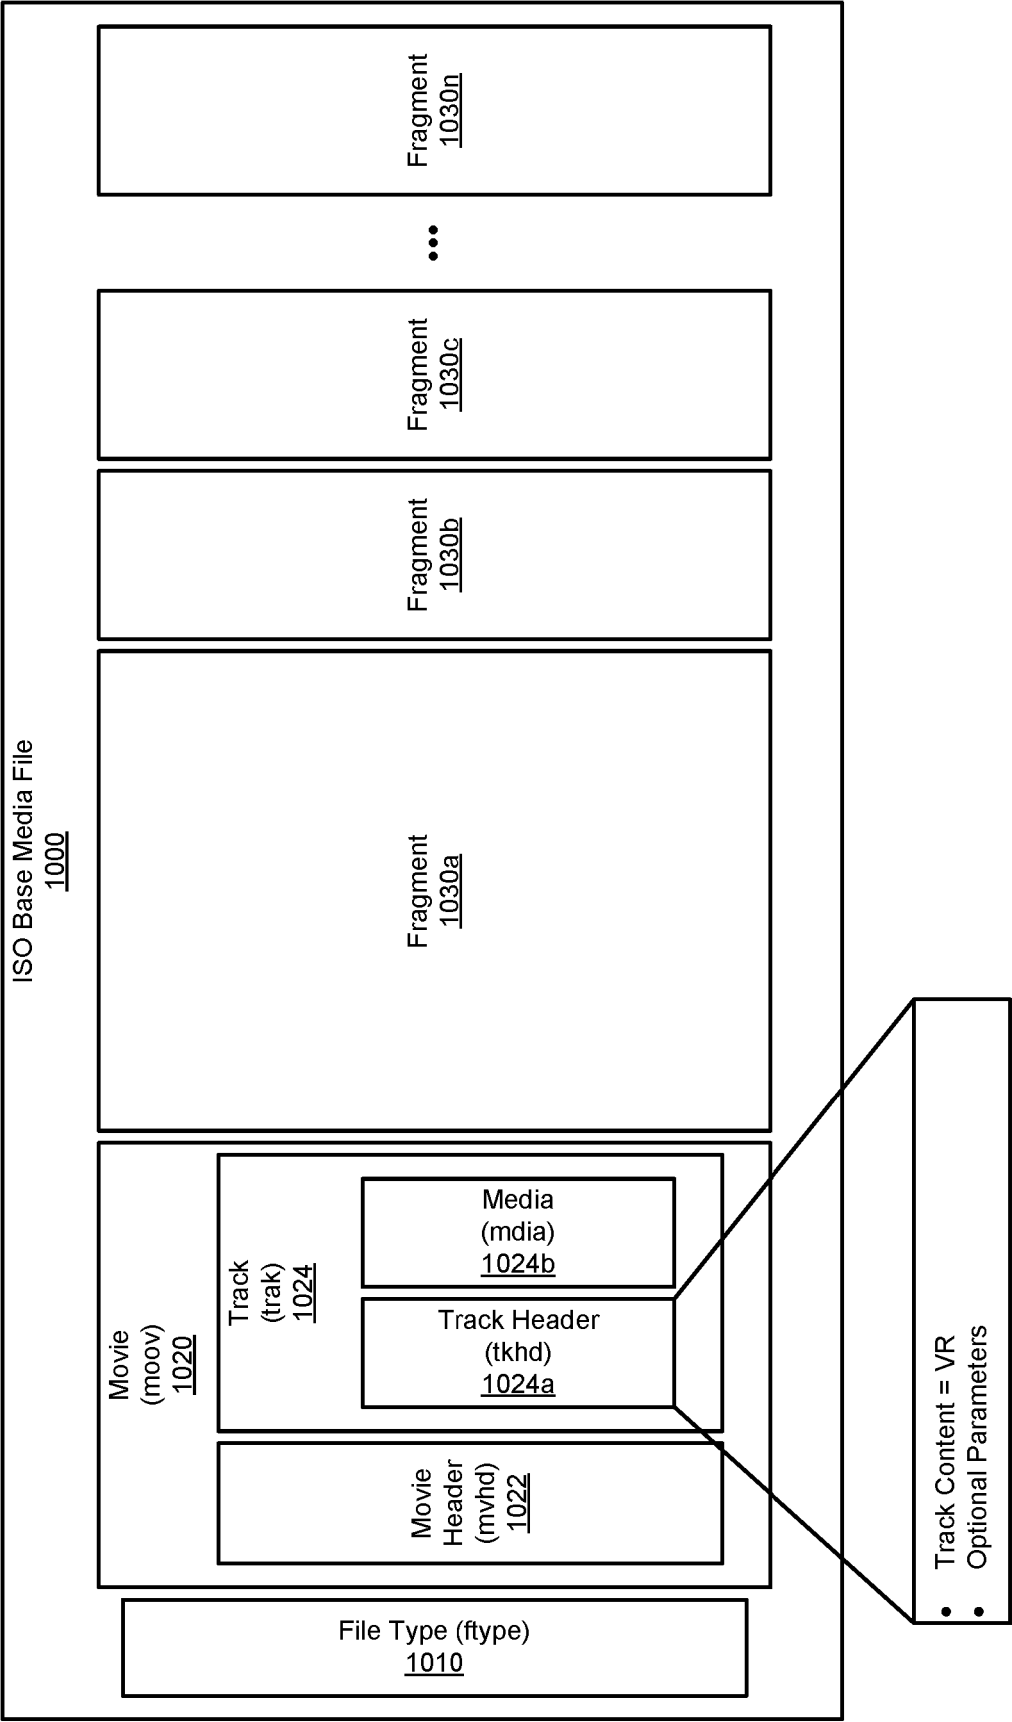 ISO Base Media File
1000
File Type (ftype)
1010
Movie
(moov)
1020
Movie
Header
(mvhd)
1022
Track
(trak)
1024
Track Header
(tkhd)
1024a
Media
(mdia)
1024b
Fragment
1030a
Fragment
1030b
Fragment
1030c
•••
Fragment
1030n
• Track Content = VR
• Optional Parameters